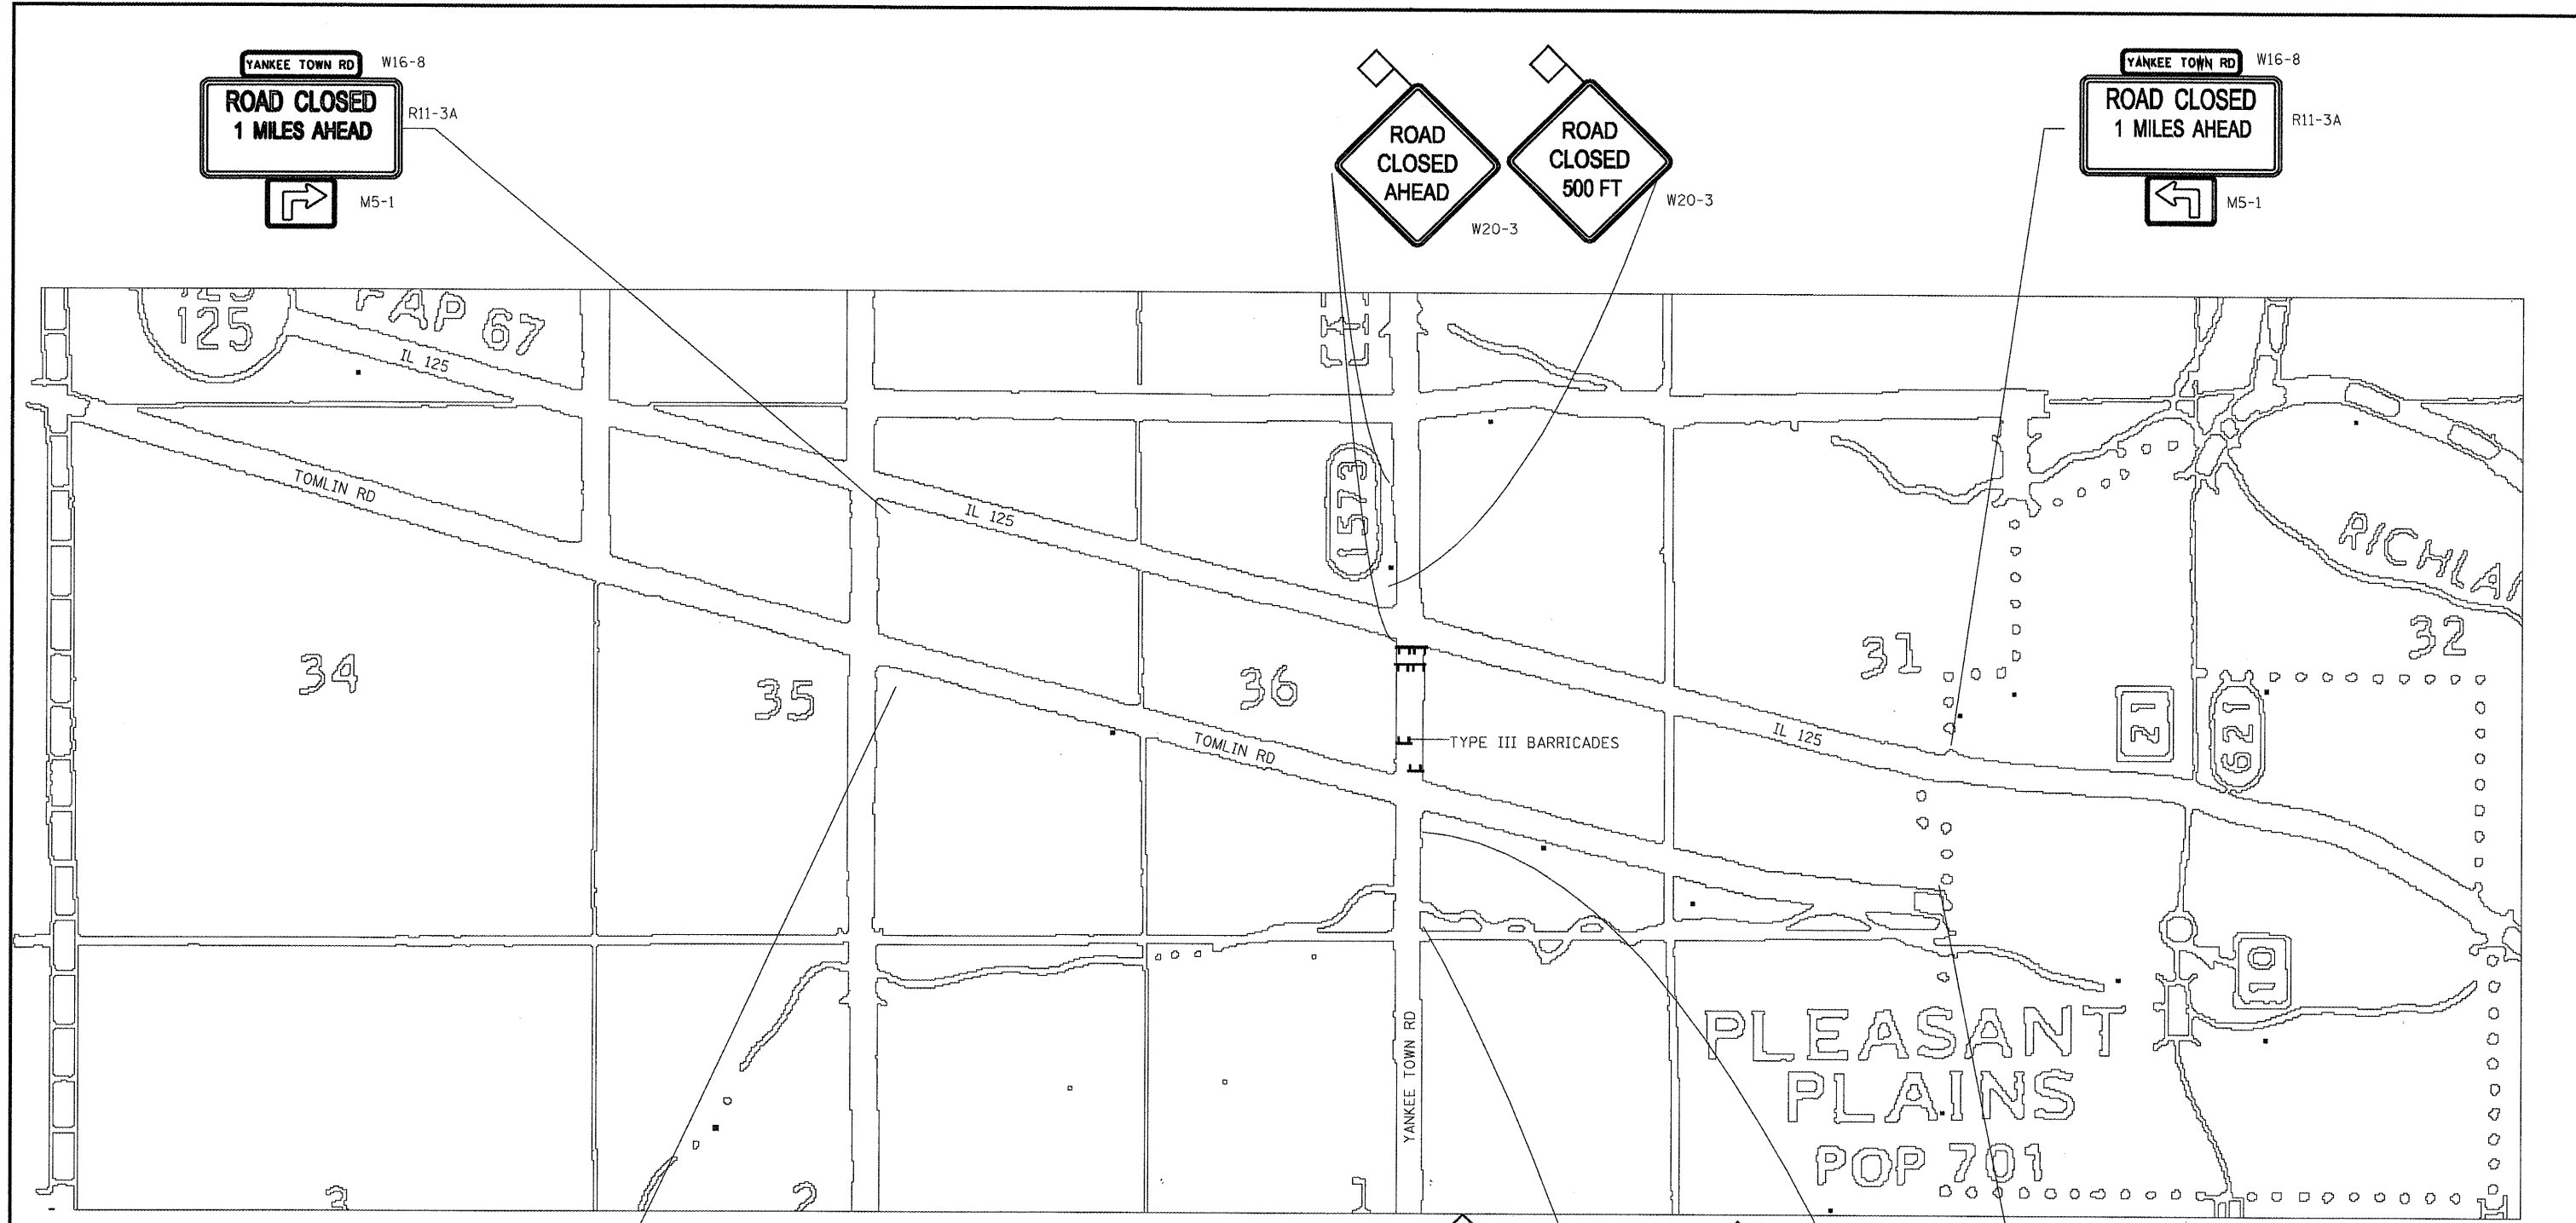 YANKEE TOWN RD
W16-8
ROAD CLOSED
1 MILES AHEAD
R11-3A
M5-1
ROAD
CLOSED
AHEAD
W20-3
ROAD
CLOSED
500 FT
W20-3
YANKEE TOWN RD
W16-8
ROAD CLOSED
1 MILES AHEAD
R11-3A
M5-1
125
FAP 67
IL 125
TOMLIN RD
IL 125
1573
RICHLA
34
35
36
31
32
21
621
TYPE III BARRICADES
TOMLIN RD
IL 125
10
YANKEE TOWN RD
PLEASANT
PLAINS
POP 701
3
2
1